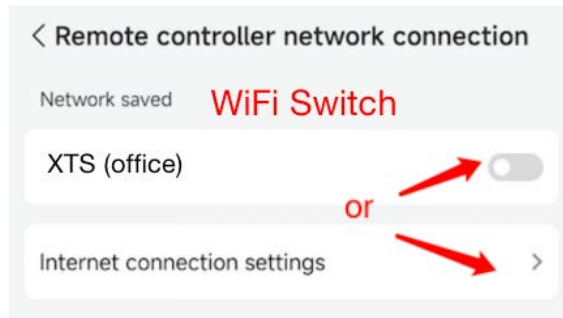 Remote controller network connection
Network saved
WiFi Switch
XTS (office)
or
Internet connection settings